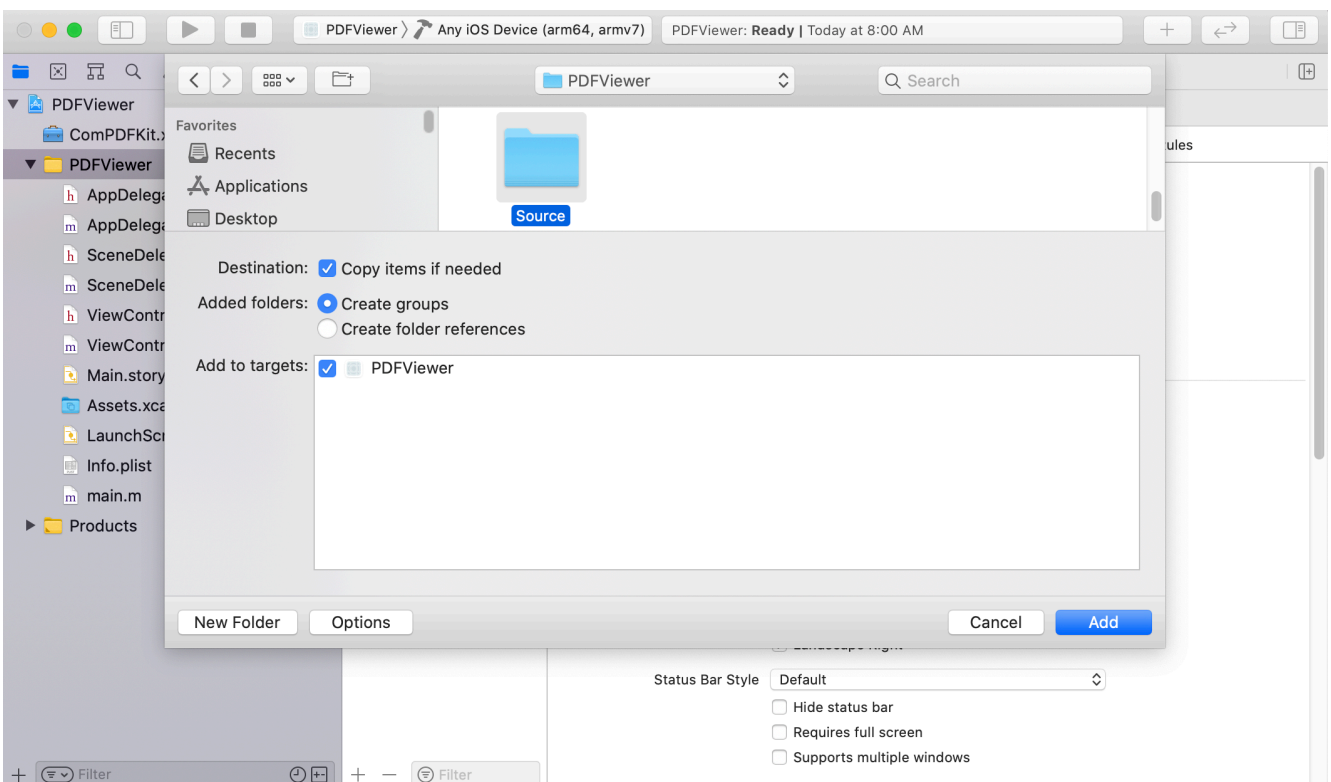 PDFViewer 〉 Any iOS Device (arm64, armv7)
PDFViewer: Ready | Today at 8:00 AM
PDFViewer
Search
PDFViewer
ComPDFKit.
PDFViewer
AppDelega
AppDelega
SceneDele
SceneDele
ViewContr
ViewContr
Main.story
Assets.xca
LaunchScr
Info.plist
main.m
Products
Favorites
Recents
Applications
Desktop
Source
ules
Destination: Copy items if needed
Added folders: Create groups
Create folder references
Add to targets: PDFViewer
New Folder
Options
Cancel
Add
Landscape Right
Status Bar Style Default
Hide status bar
Requires full screen
Supports multiple windows
Filter
Filter